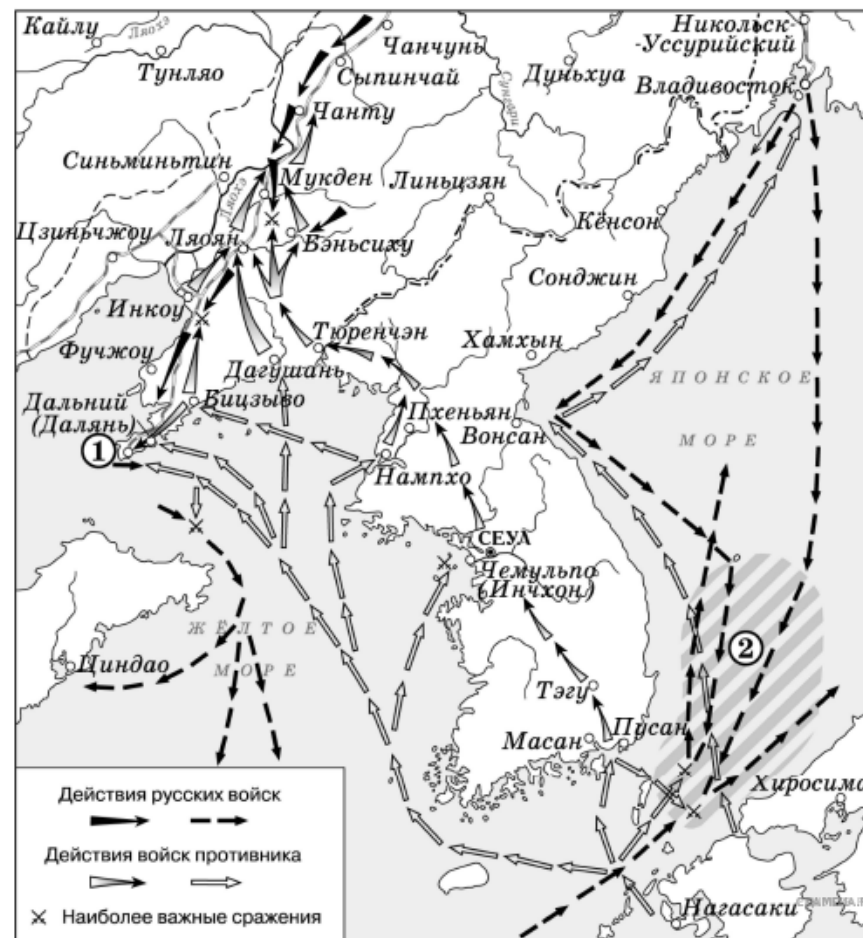 Кайлу
Ляохэ
Тунляо
Чанчунь
Сыпинчай
Сунгари
Дуньхуа
Никольск-
Уссурийский
Владивосток
Чанту
Синьминьтин
Ляохэ
Мукден
Линьцзян
Кёнсон
Цзиньчжоу
Ляоян
Вэньсиху
Сонджин
Инкоу
Тюренчэн
Хамхын
Фучжоу
Дагушань
ЯПОНСКОЕ
МОРЕ
Дальний
(Далянь)
Бицзыво
Пхеньян
Вонсан
1
Нампхо
СЕУЛ
Чемульпо
(Инчхон)
ЖЁЛТОЕ
МОРЕ
2
Циндао
Тэгу
Масан
Пусан
Хиросима
Нагасаки
Действия русских войск
Действия войск противника
Наиболее важные сражения